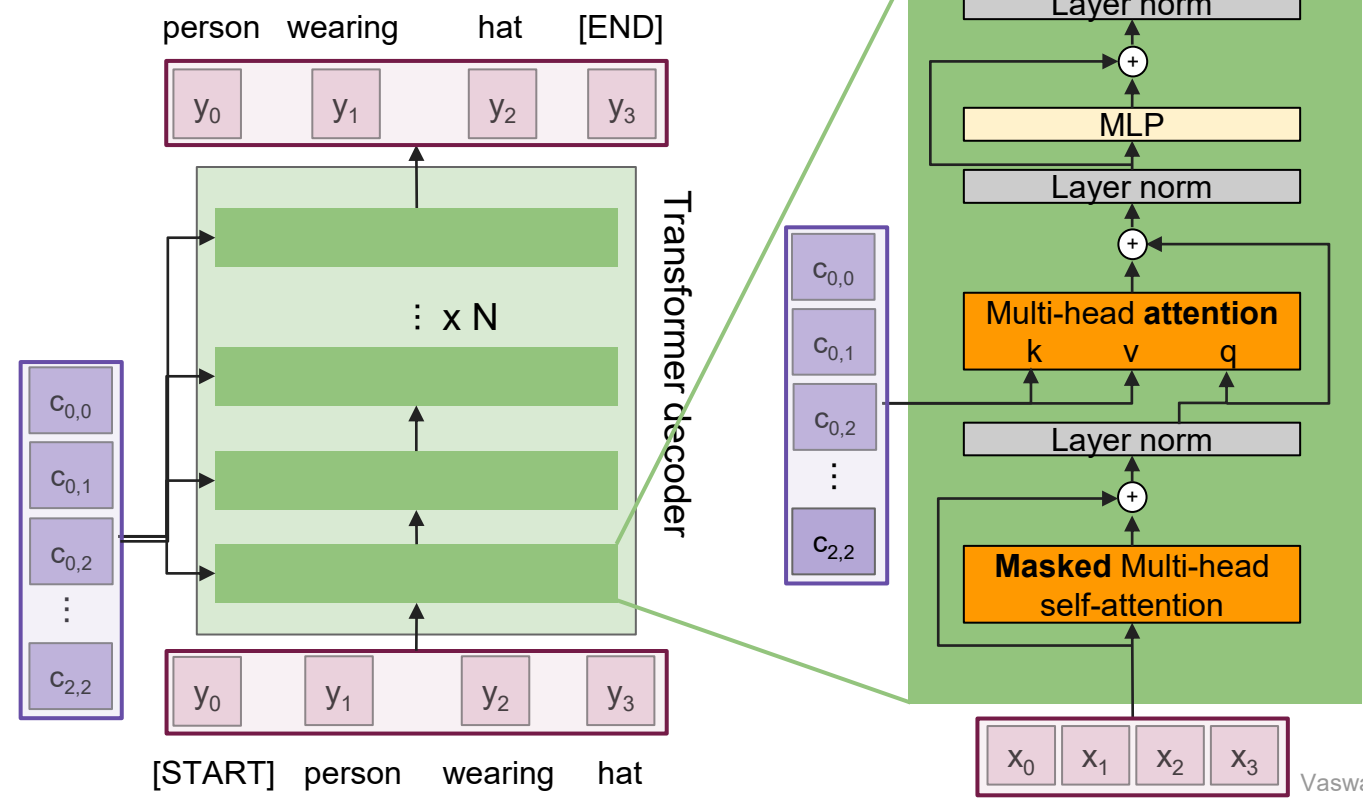 person wearing hat [END]
y0 y1 y2 y3
⋮ x N
Transformer decoder
c0,0
c0,1
c0,2
⋮
c2,2
y0 y1 y2 y3
[START] person wearing hat
Layer norm
+
MLP
Layer norm
+
Multi-head attention
k v q
Layer norm
+
Masked Multi-head
self-attention
c0,0
c0,1
c0,2
⋮
c2,2
x0 x1 x2 x3